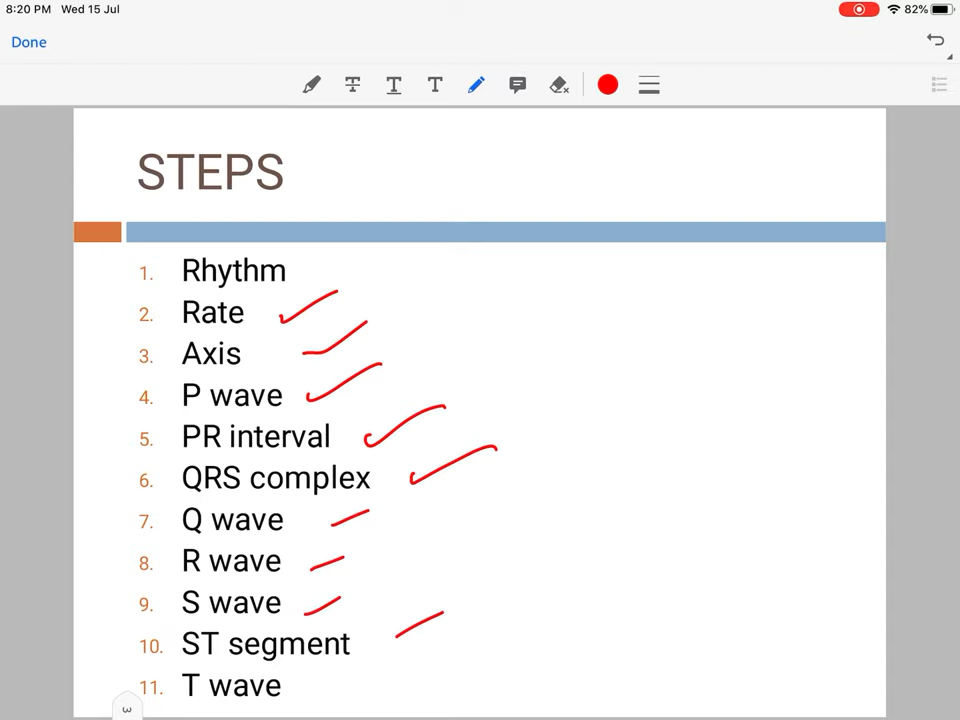 8:20 PM Wed 15 Jul 82%
Done
T T T
STEPS
1. Rhythm
2. Rate
3. Axis
4. P wave
5. PR interval
6. QRS complex
7. Q wave
8. R wave
9. S wave
10. ST segment
11. T wave
3